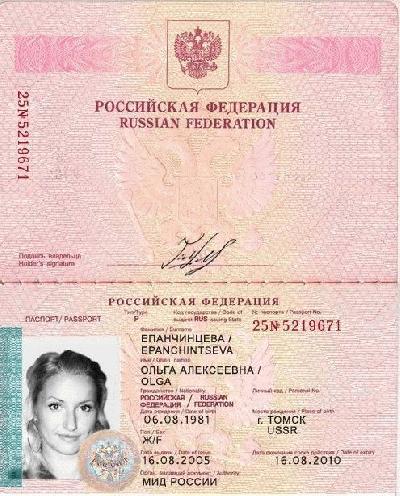 РОССИЙСКАЯ ФЕДЕРАЦИЯ
RUSSIAN FEDERATION
25№5219671
Подпись владельца
Holder's signature
РОССИЙСКАЯ ФЕДЕРАЦИЯ
ПАСПОРТ/ PASSPORT
Тип/Type Код государства / Code of № паспорта / Passport No.
P выдачи RUS issuing State 25№5219671
Фамилия / Surname
ЕПАНЧИНЦЕВА /
EPANCHINTSEVA
Имя / Given names
ОЛЬГА АЛЕКСЕЕВНА /
OLGA
Гражданство / Nationality Личный код / Personal No.
РОССИЙСКАЯ / RUSSIAN
ФЕДЕРАЦИЯ / FEDERATION
Дата рождения / Date of birth Место рождения / Place of birth
06.08.1981 г. ТОМСК
USSR
Пол / Sex
Ж/F
Дата выдачи / Date of issue Дата окончания срока действия / Date of expiry
16.08.2005 16.08.2010
Орган, выдавший документ / Authority
МИД РОССИИ